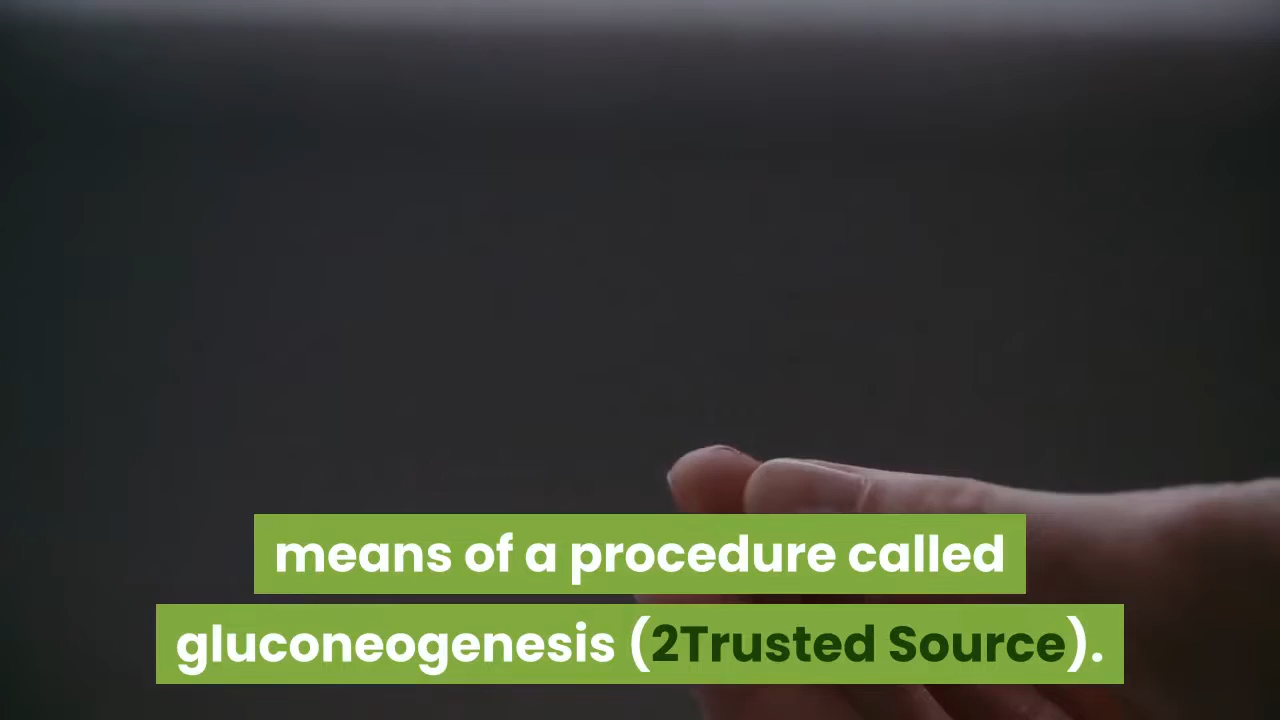 means of a procedure called
gluconeogenesis (2Trusted Source).